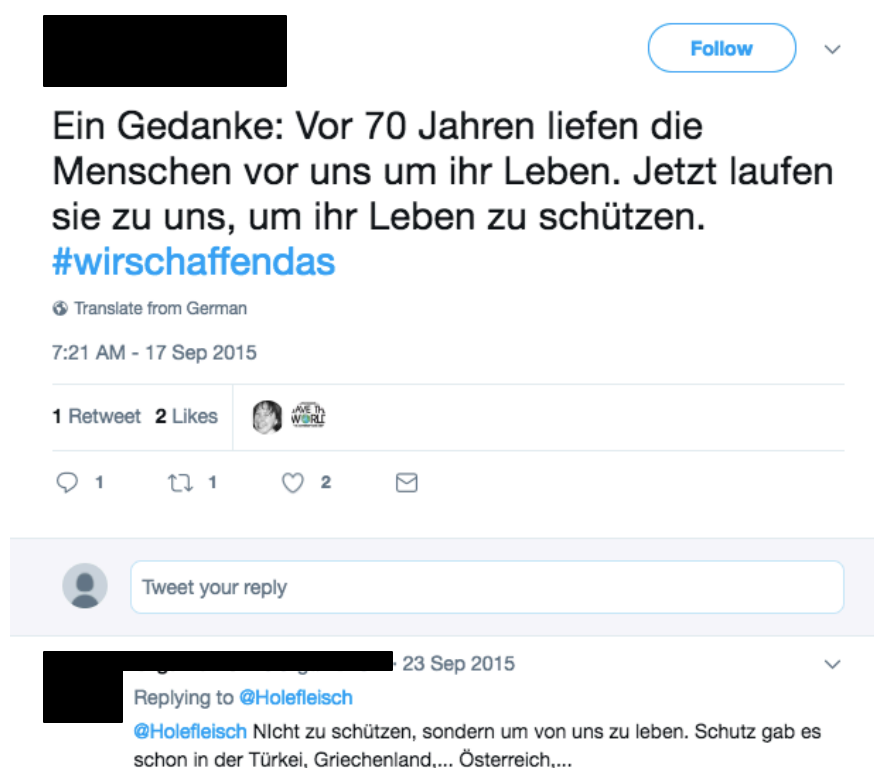 Follow
Ein Gedanke: Vor 70 Jahren liefen die
Menschen vor uns um ihr Leben. Jetzt laufen
sie zu uns, um ihr Leben zu schützen.
#wirschaffendas
Translate from German
7:21 AM - 17 Sep 2015
1 Retweet 2 Likes
WORLD
1 1 2
Tweet your reply
· 23 Sep 2015
Replying to @Holefleisch
@Holefleisch NIcht zu schützen, sondern um von uns zu leben. Schutz gab es
schon in der Türkei, Griechenland,... Österreich,...